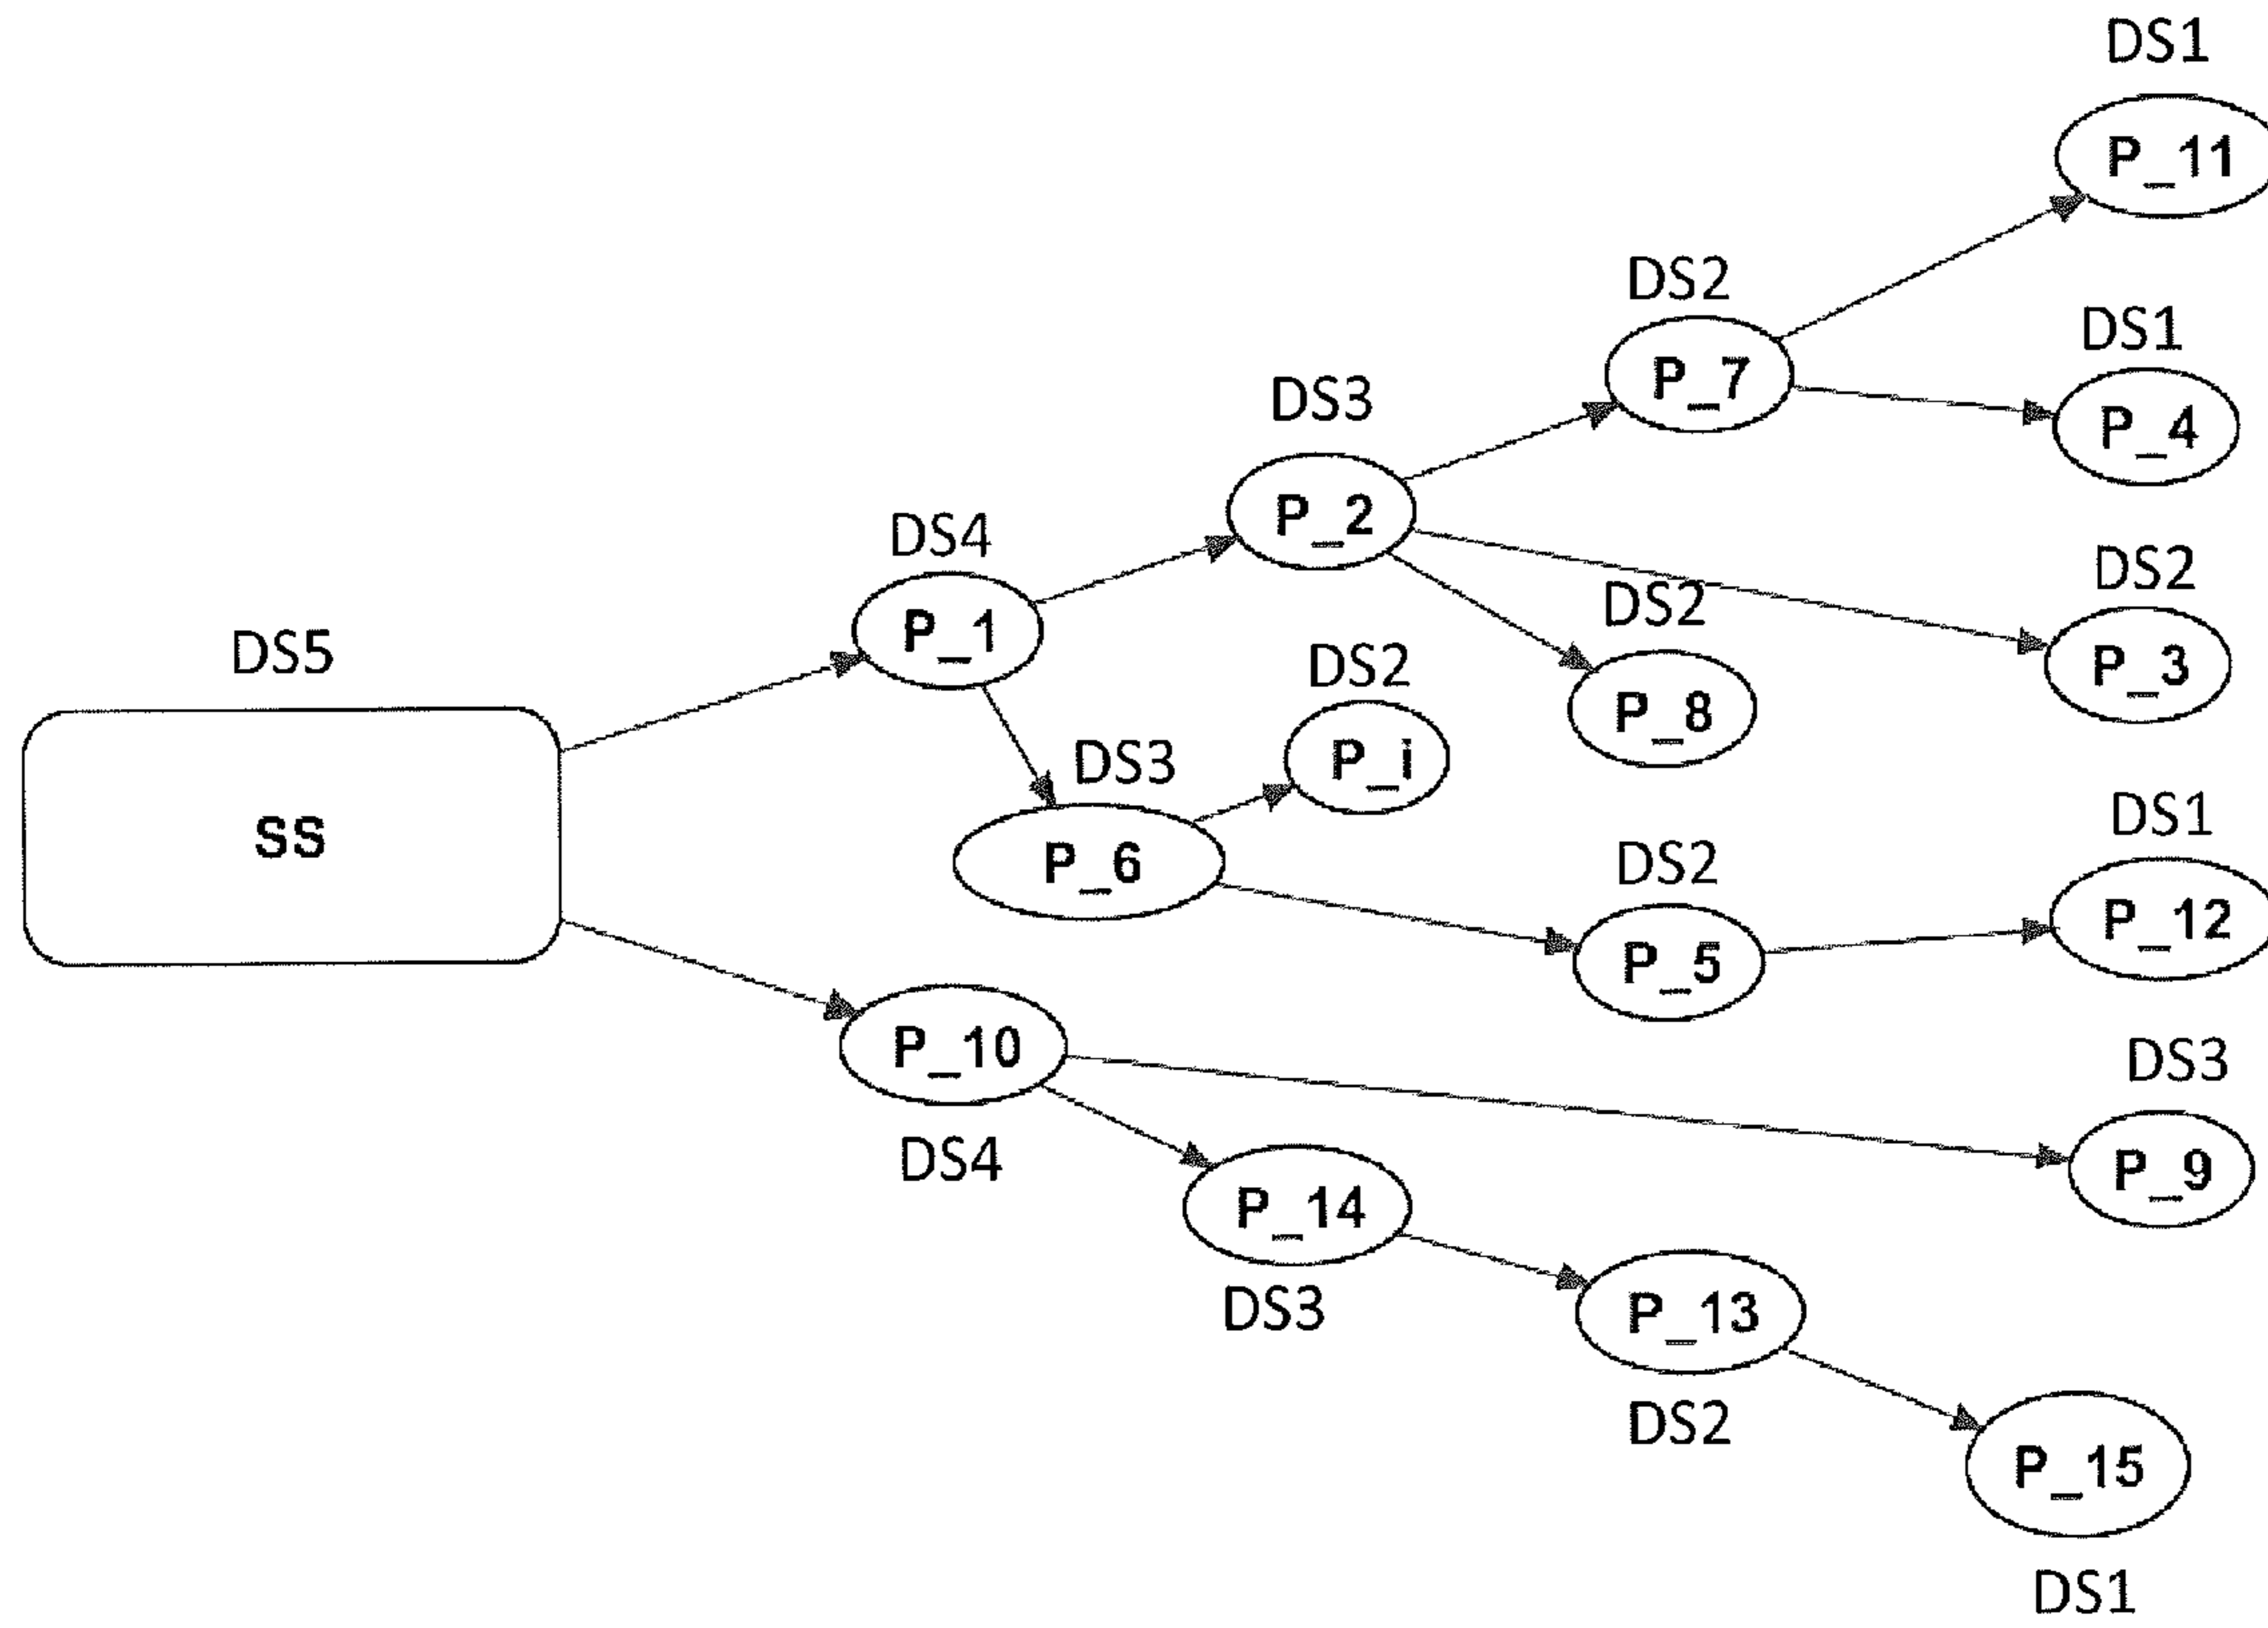 DS1
P_11
DS2
P_7
DS1
P_4
DS3
P_2
DS4
P_1
DS2
P_3
DS2
P_8
DS5
SS
DS2
P_i
DS3
P_6
DS1
P_12
DS2
P_5
P_10
DS4
DS3
P_9
P_14
DS3
P_13
DS2
P_15
DS1